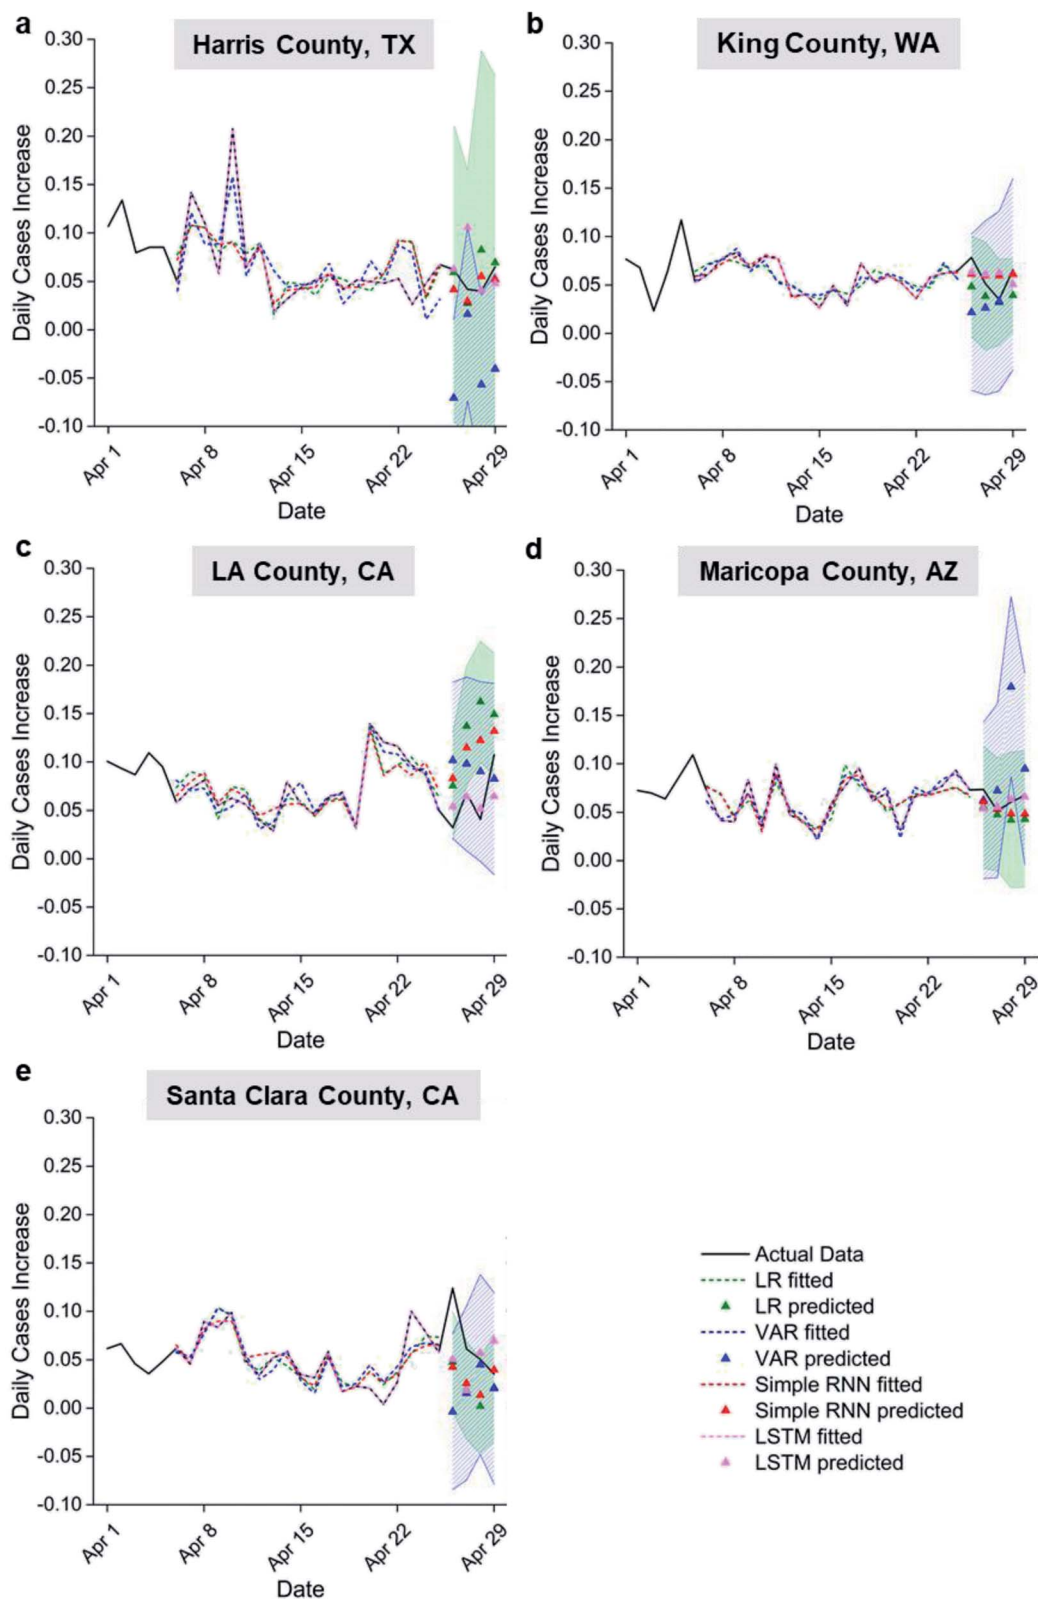 a
Harris County, TX
0.30
0.25
0.20
0.15
0.10
0.05
0.00
-0.05
-0.10
Daily Cases Increase
Apr 1
Apr 8
Apr 15
Apr 22
Apr 29
Date
b
King County, WA
0.30
0.25
0.20
0.15
0.10
0.05
0.00
-0.05
-0.10
Daily Cases Increase
Apr 1
Apr 8
Apr 15
Apr 22
Apr 29
Date
c
LA County, CA
0.30
0.25
0.20
0.15
0.10
0.05
0.00
-0.05
-0.10
Daily Cases Increase
Apr 1
Apr 8
Apr 15
Apr 22
Apr 29
Date
d
Maricopa County, AZ
0.30
0.25
0.20
0.15
0.10
0.05
0.00
-0.05
-0.10
Daily Cases Increase
Apr 1
Apr 8
Apr 15
Apr 22
Apr 29
Date
e
Santa Clara County, CA
0.30
0.25
0.20
0.15
0.10
0.05
0.00
-0.05
-0.10
Daily Cases Increase
Apr 1
Apr 8
Apr 15
Apr 22
Apr 29
Date
Actual Data
LR fitted
LR predicted
VAR fitted
VAR predicted
Simple RNN fitted
Simple RNN predicted
LSTM fitted
LSTM predicted